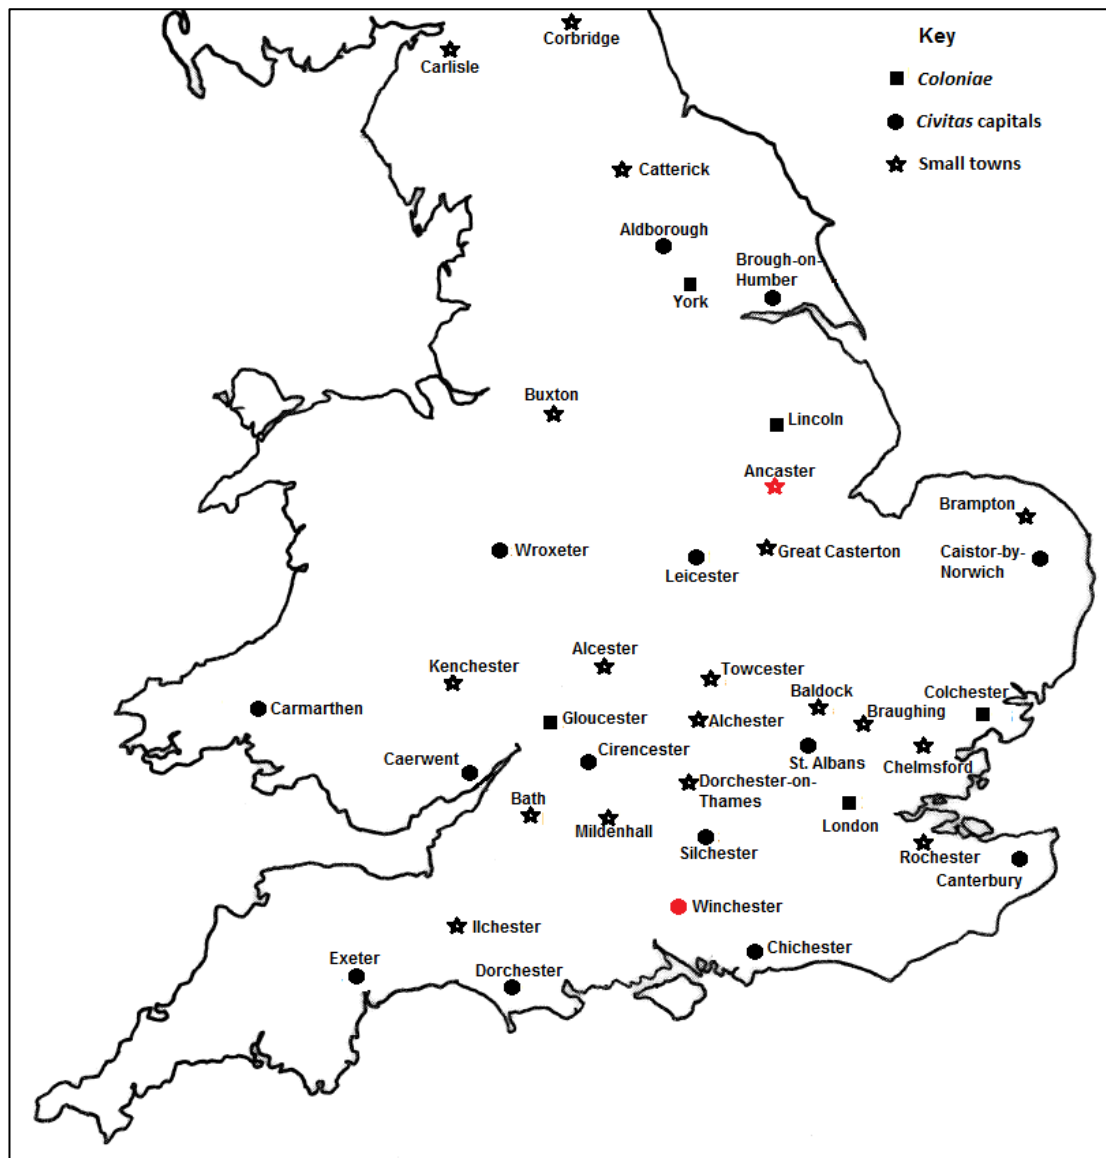 Corbridge
Carlisle
Key
Coloniae
Civitas capitals
Small towns
Catterick
Aldborough
Brough-on-
Humber
York
Buxton
Lincoln
Ancaster
Brampton
Wroxeter
Leicester
Great Casterton
Caistor-by-
Norwich
Alcester
Kenchester
Towcester
Baldock
Colchester
Carmarthen
Gloucester
Alchester
Braughing
Caerwent
Cirencester
St. Albans
Chelmsford
Dorchester-on-
Thames
Bath
Mildenhall
London
Silchester
Rochester
Canterbury
Winchester
Ilchester
Chichester
Exeter
Dorchester